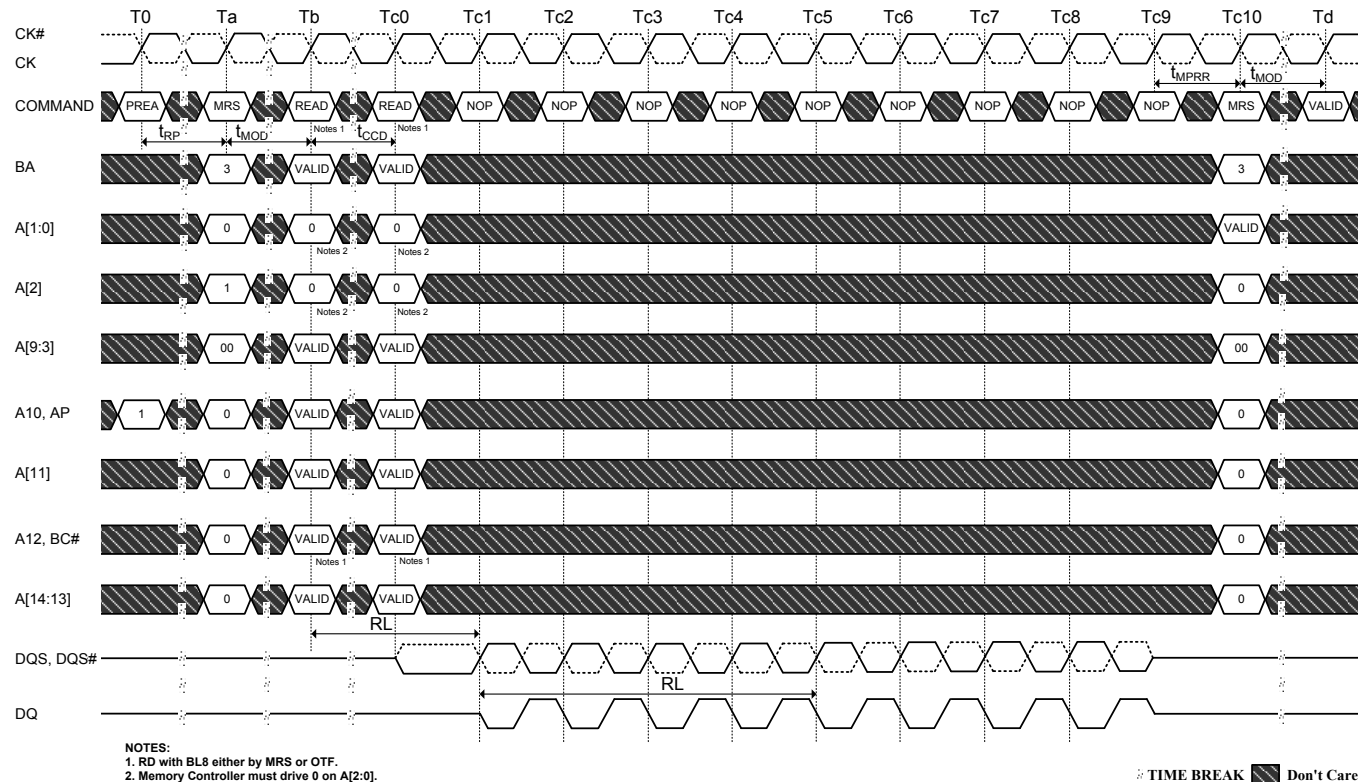 T0 Ta Tb Tc0 Tc1 Tc2 Tc3 Tc4 Tc5 Tc6 Tc7 Tc8 Tc9 Tc10 Td
CK#
CK
tMPRR tMOD
COMMAND PREA MRS READ READ NOP NOP NOP NOP NOP NOP NOP NOP NOP MRS VALID
Notes 1 Notes 1
tRP tMOD tCCD
BA 3 VALID VALID 3
A[1:0] 0 0 0 VALID
Notes 2 Notes 2
A[2] 1 0 0 0
Notes 2 Notes 2
A[9:3] 00 VALID VALID 00
A10, AP 1 0 VALID VALID 0
A[11] 0 VALID VALID 0
A12, BC# 0 VALID VALID 0
Notes 1 Notes 1
A[14:13] 0 VALID VALID 0
RL
DQS, DQS#
RL
DQ
NOTES:
1. RD with BL8 either by MRS or OTF.
2. Memory Controller must drive 0 on A[2:0].
TIME BREAK Don't Care